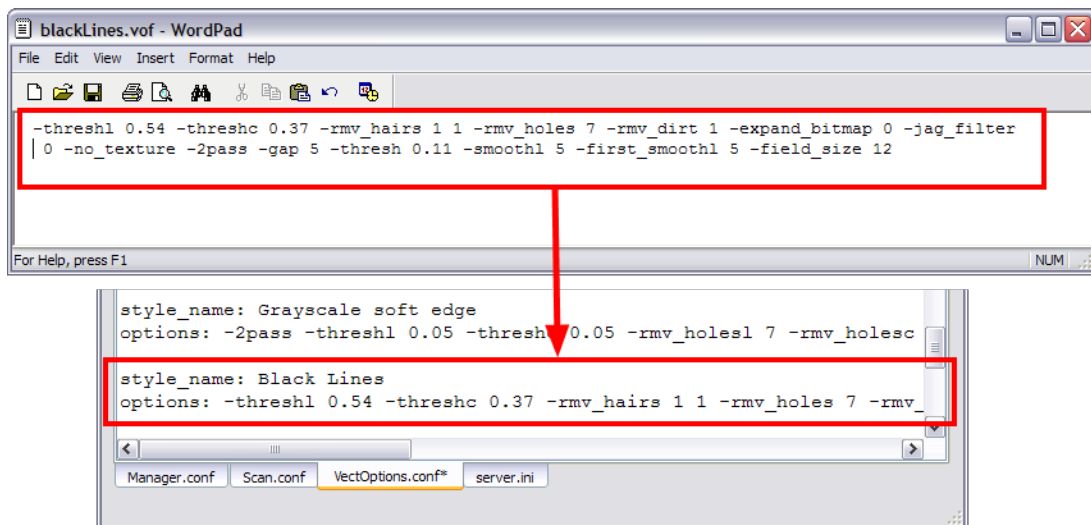 blackLines.vof - WordPad
File Edit View Insert Format Help
-threshl 0.54 -threshc 0.37 -rmv_hairs 1 1 -rmv_holes 7 -rmv_dirt 1 -expand_bitmap 0 -jag_filter
0 -no_texture -2pass -gap 5 -thresh 0.11 -smoothl 5 -first_smoothl 5 -field_size 12
For Help, press F1 NUM
style_name: Grayscale soft edge
options: -2pass -threshl 0.05 0.05 -rmv_holesl 7 -rmv_holesc
style_name: Black Lines
options: -threshl 0.54 -threshc 0.37 -rmv_hairs 1 1 -rmv_holes 7 -rmv_
Manager.conf Scan.conf VectOptions.conf* server.ini